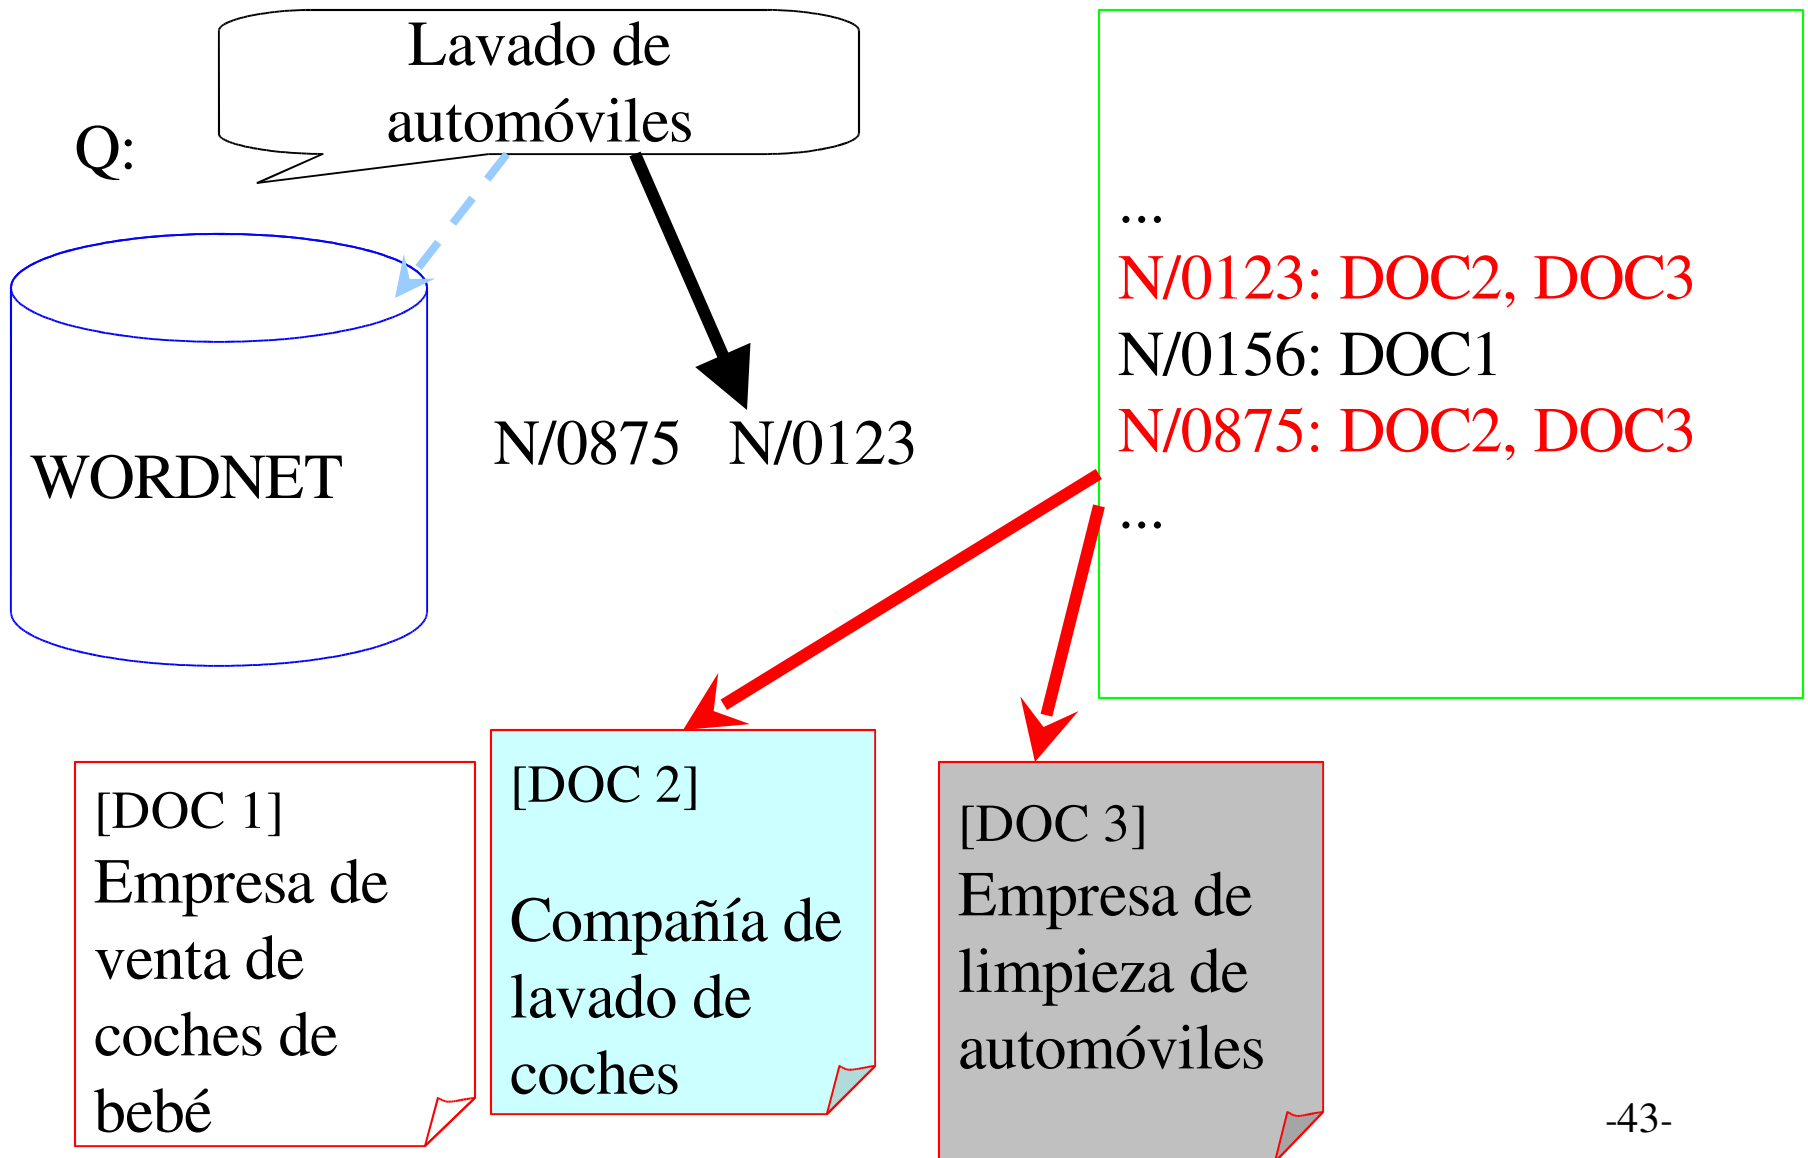 Lavado de
automóviles
Q:
...
N/0123: DOC2, DOC3
N/0156: DOC1
N/0875: DOC2, DOC3
...
N/0875 N/0123
WORDNET
[DOC 1]
Empresa de
venta de
coches de
bebé
[DOC 2]
Compañía de
lavado de
coches
[DOC 3]
Empresa de
limpieza de
automóviles
-43-